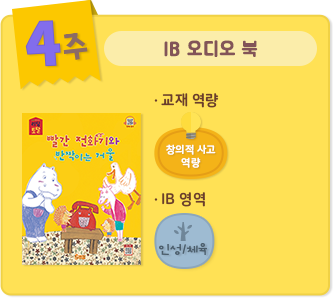 4주
IB 오디오 북
· 교재 역량
빨간 전화기와
반짝이는 겨울
창의적 사고
역량
· IB 영역
인성/체육